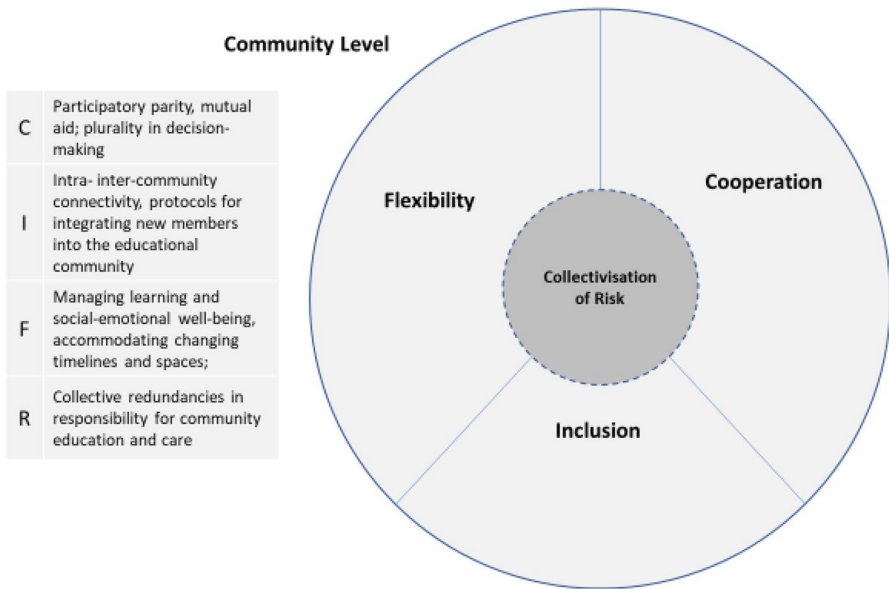 Community Level
C
Participatory parity, mutual
aid; plurality in decision-
making
I
Intra- inter-community
connectivity, protocols for
integrating new members
into the educational
community
F
Managing learning and
social-emotional well-being,
accommodating changing
timelines and spaces;
R
Collective redundancies in
responsibility for community
education and care
Flexibility
Cooperation
Collectivisation
of Risk
Inclusion